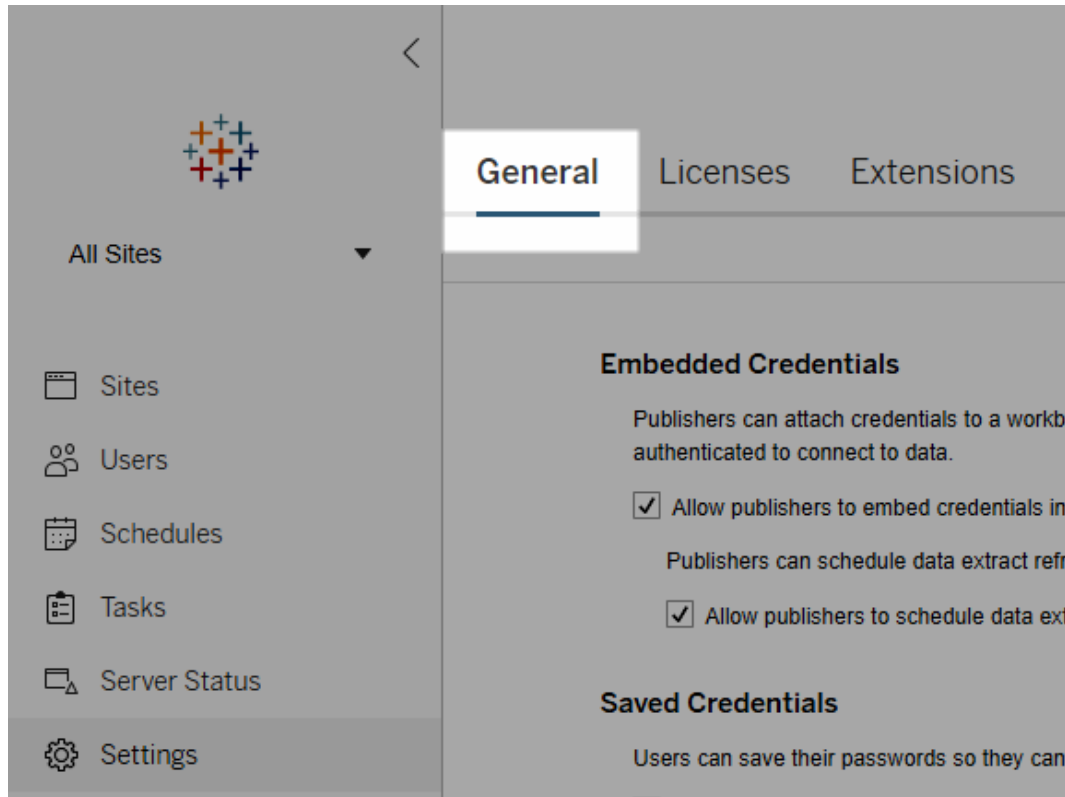 All Sites
Sites
Users
Schedules
Tasks
Server Status
Settings
General Licenses Extensions
Embedded Credentials
Publishers can attach credentials to a workb
authenticated to connect to data.
Allow publishers to embed credentials in
Publishers can schedule data extract refr
Allow publishers to schedule data ext
Saved Credentials
Users can save their passwords so they can